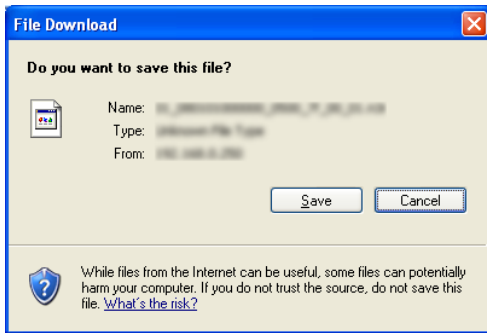 File Download
Do you want to save this file?
Name:
Type:
From:
Save
Cancel
While files from the Internet can be useful, some files can potentially
harm your computer. If you do not trust the source, do not save this
file. What's the risk?